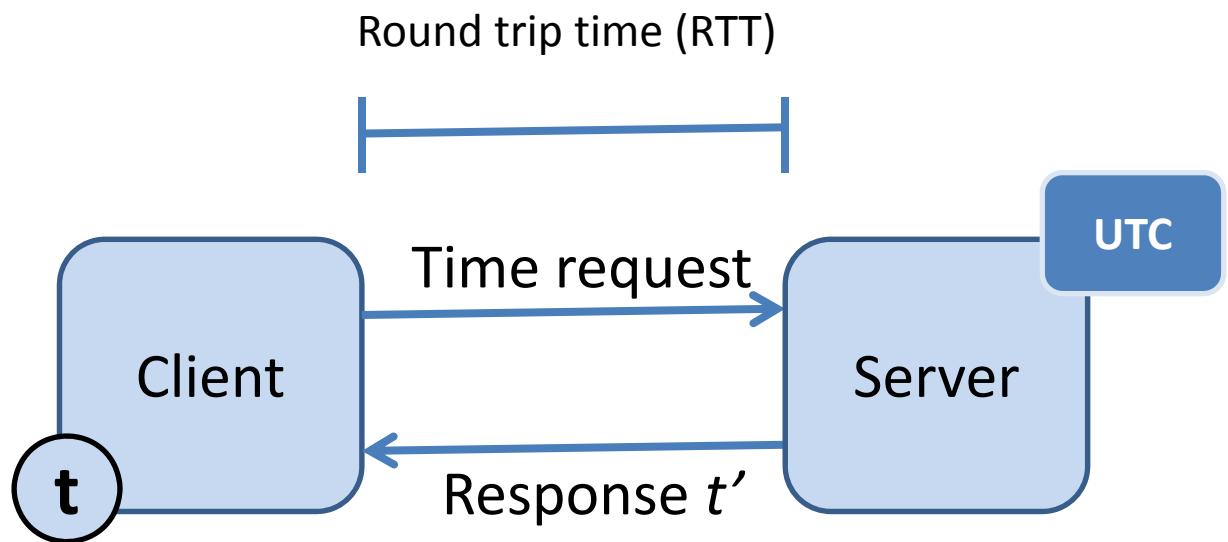 Round trip time (RTT)
UTC
Time request
Client
Server
t
Response t’